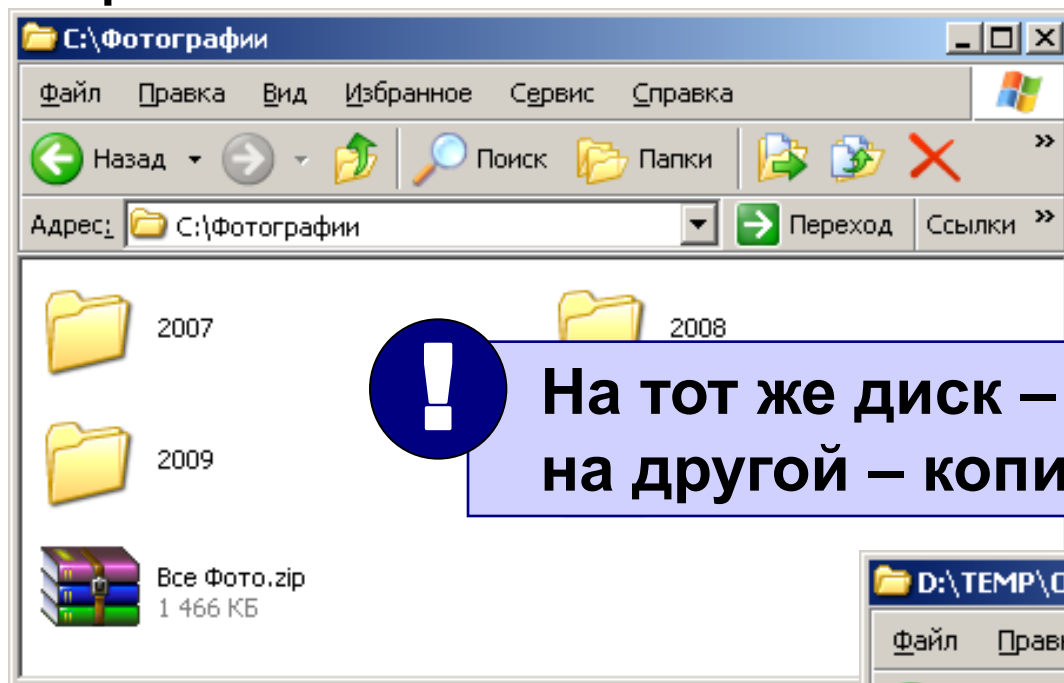 C:\Фотографии
Файл Правка Вид Избранное Сервис Справка
Назад Поиск Папки »
Адрес: C:\Фотографии Переход Ссылки »
2007 2008
! На тот же диск –
на другой –
2009
Все Фото.zip
1 466 КБ
D:\TEMP\
Файл